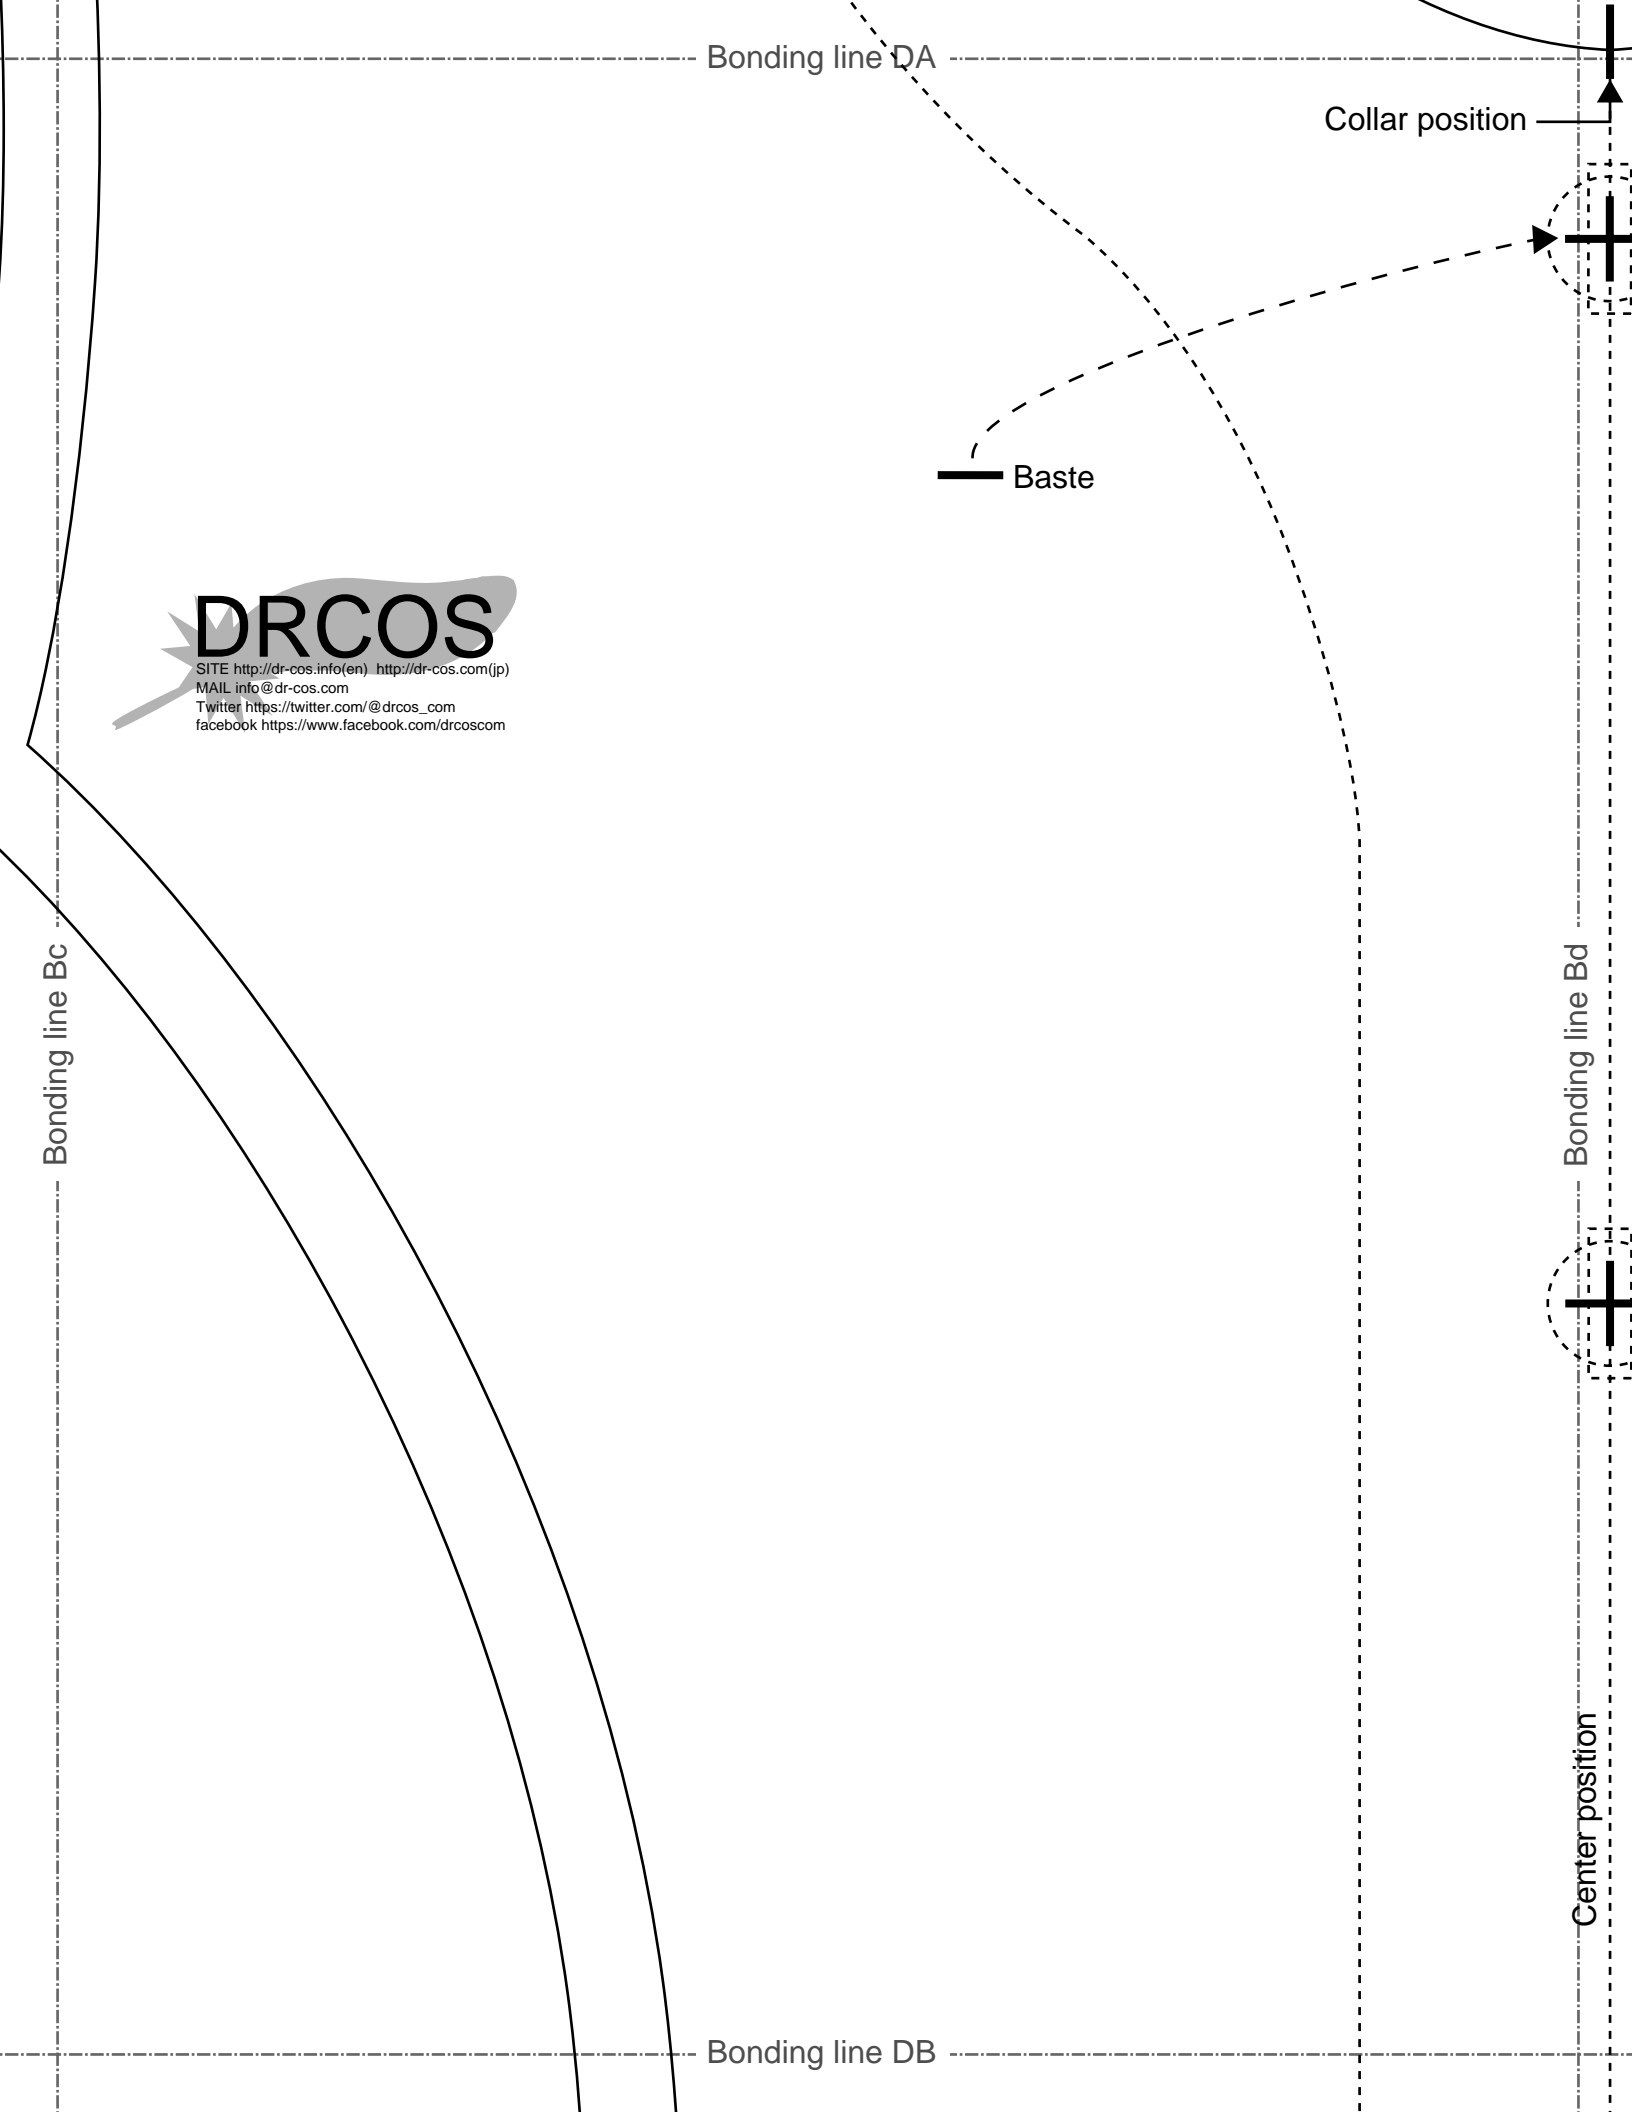 Bonding line DA
Collar position
Baste
DRCOS
SITE http://dr-cos.info(en)  http://dr-cos.com(jp)
MAIL info@dr-cos.com
Twitter https://twitter.com/@drcos_com
facebook https://www.facebook.com/drcoscom
Bonding line Bc
Bonding line Bd
Center position
Bonding line DB